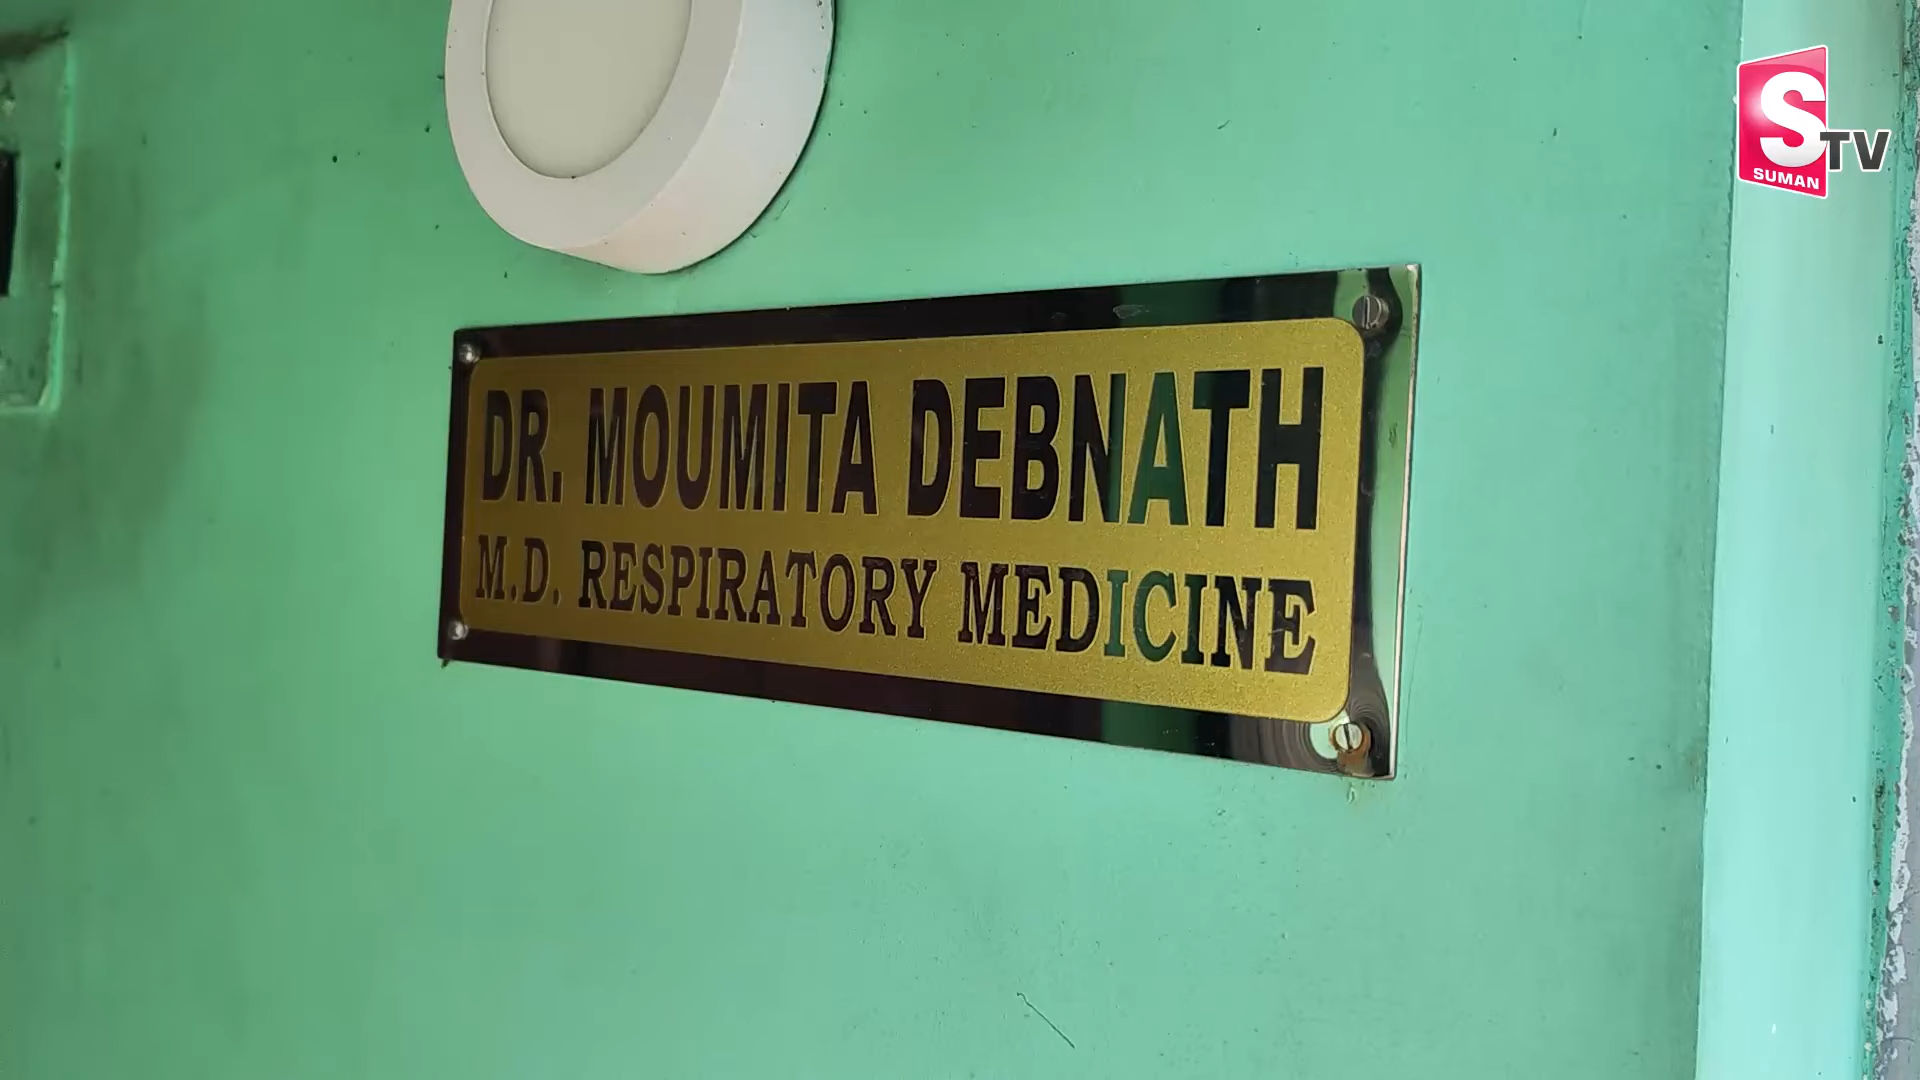 S TV
SUMAN
DR. MOUMITA DEBNATH
M.D. RESPIRATORY MEDICINE